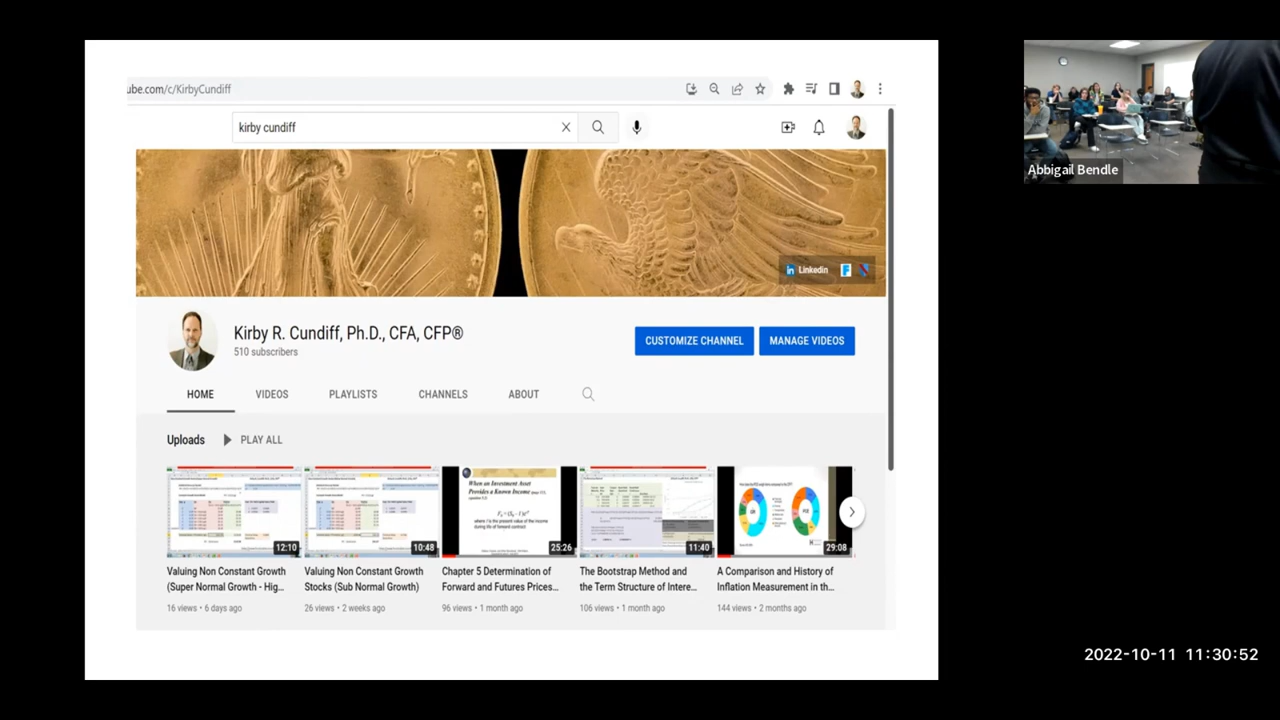 ube.com/c/KirbyCundiff
kirby cundiff
Linkedin
Kirby R. Cundiff, Ph.D., CFA, CFP®
510 subscribers
CUSTOMIZE CHANNEL
MANAGE VIDEOS
HOME
VIDEOS
PLAYLISTS
CHANNELS
ABOUT
Uploads
PLAY ALL
12:10
Valuing Non Constant Growth
(Super Normal Growth - Hig...
16 views • 6 days ago
10:48
Valuing Non Constant Growth
Stocks (Sub Normal Growth)
26 views • 2 weeks ago
When an Investment Asset
Provides a Known Income
25:26
Chapter 5 Determination of
Forward and Futures Prices...
96 views • 1 month ago
11:40
The Bootstrap Method and
the Term Structure of Intere...
106 views • 1 month ago
29:08
A Comparison and History of
Inflation Measurement in th...
144 views • 2 months ago
Abbigail Bendle
2022-10-11 11:30:52